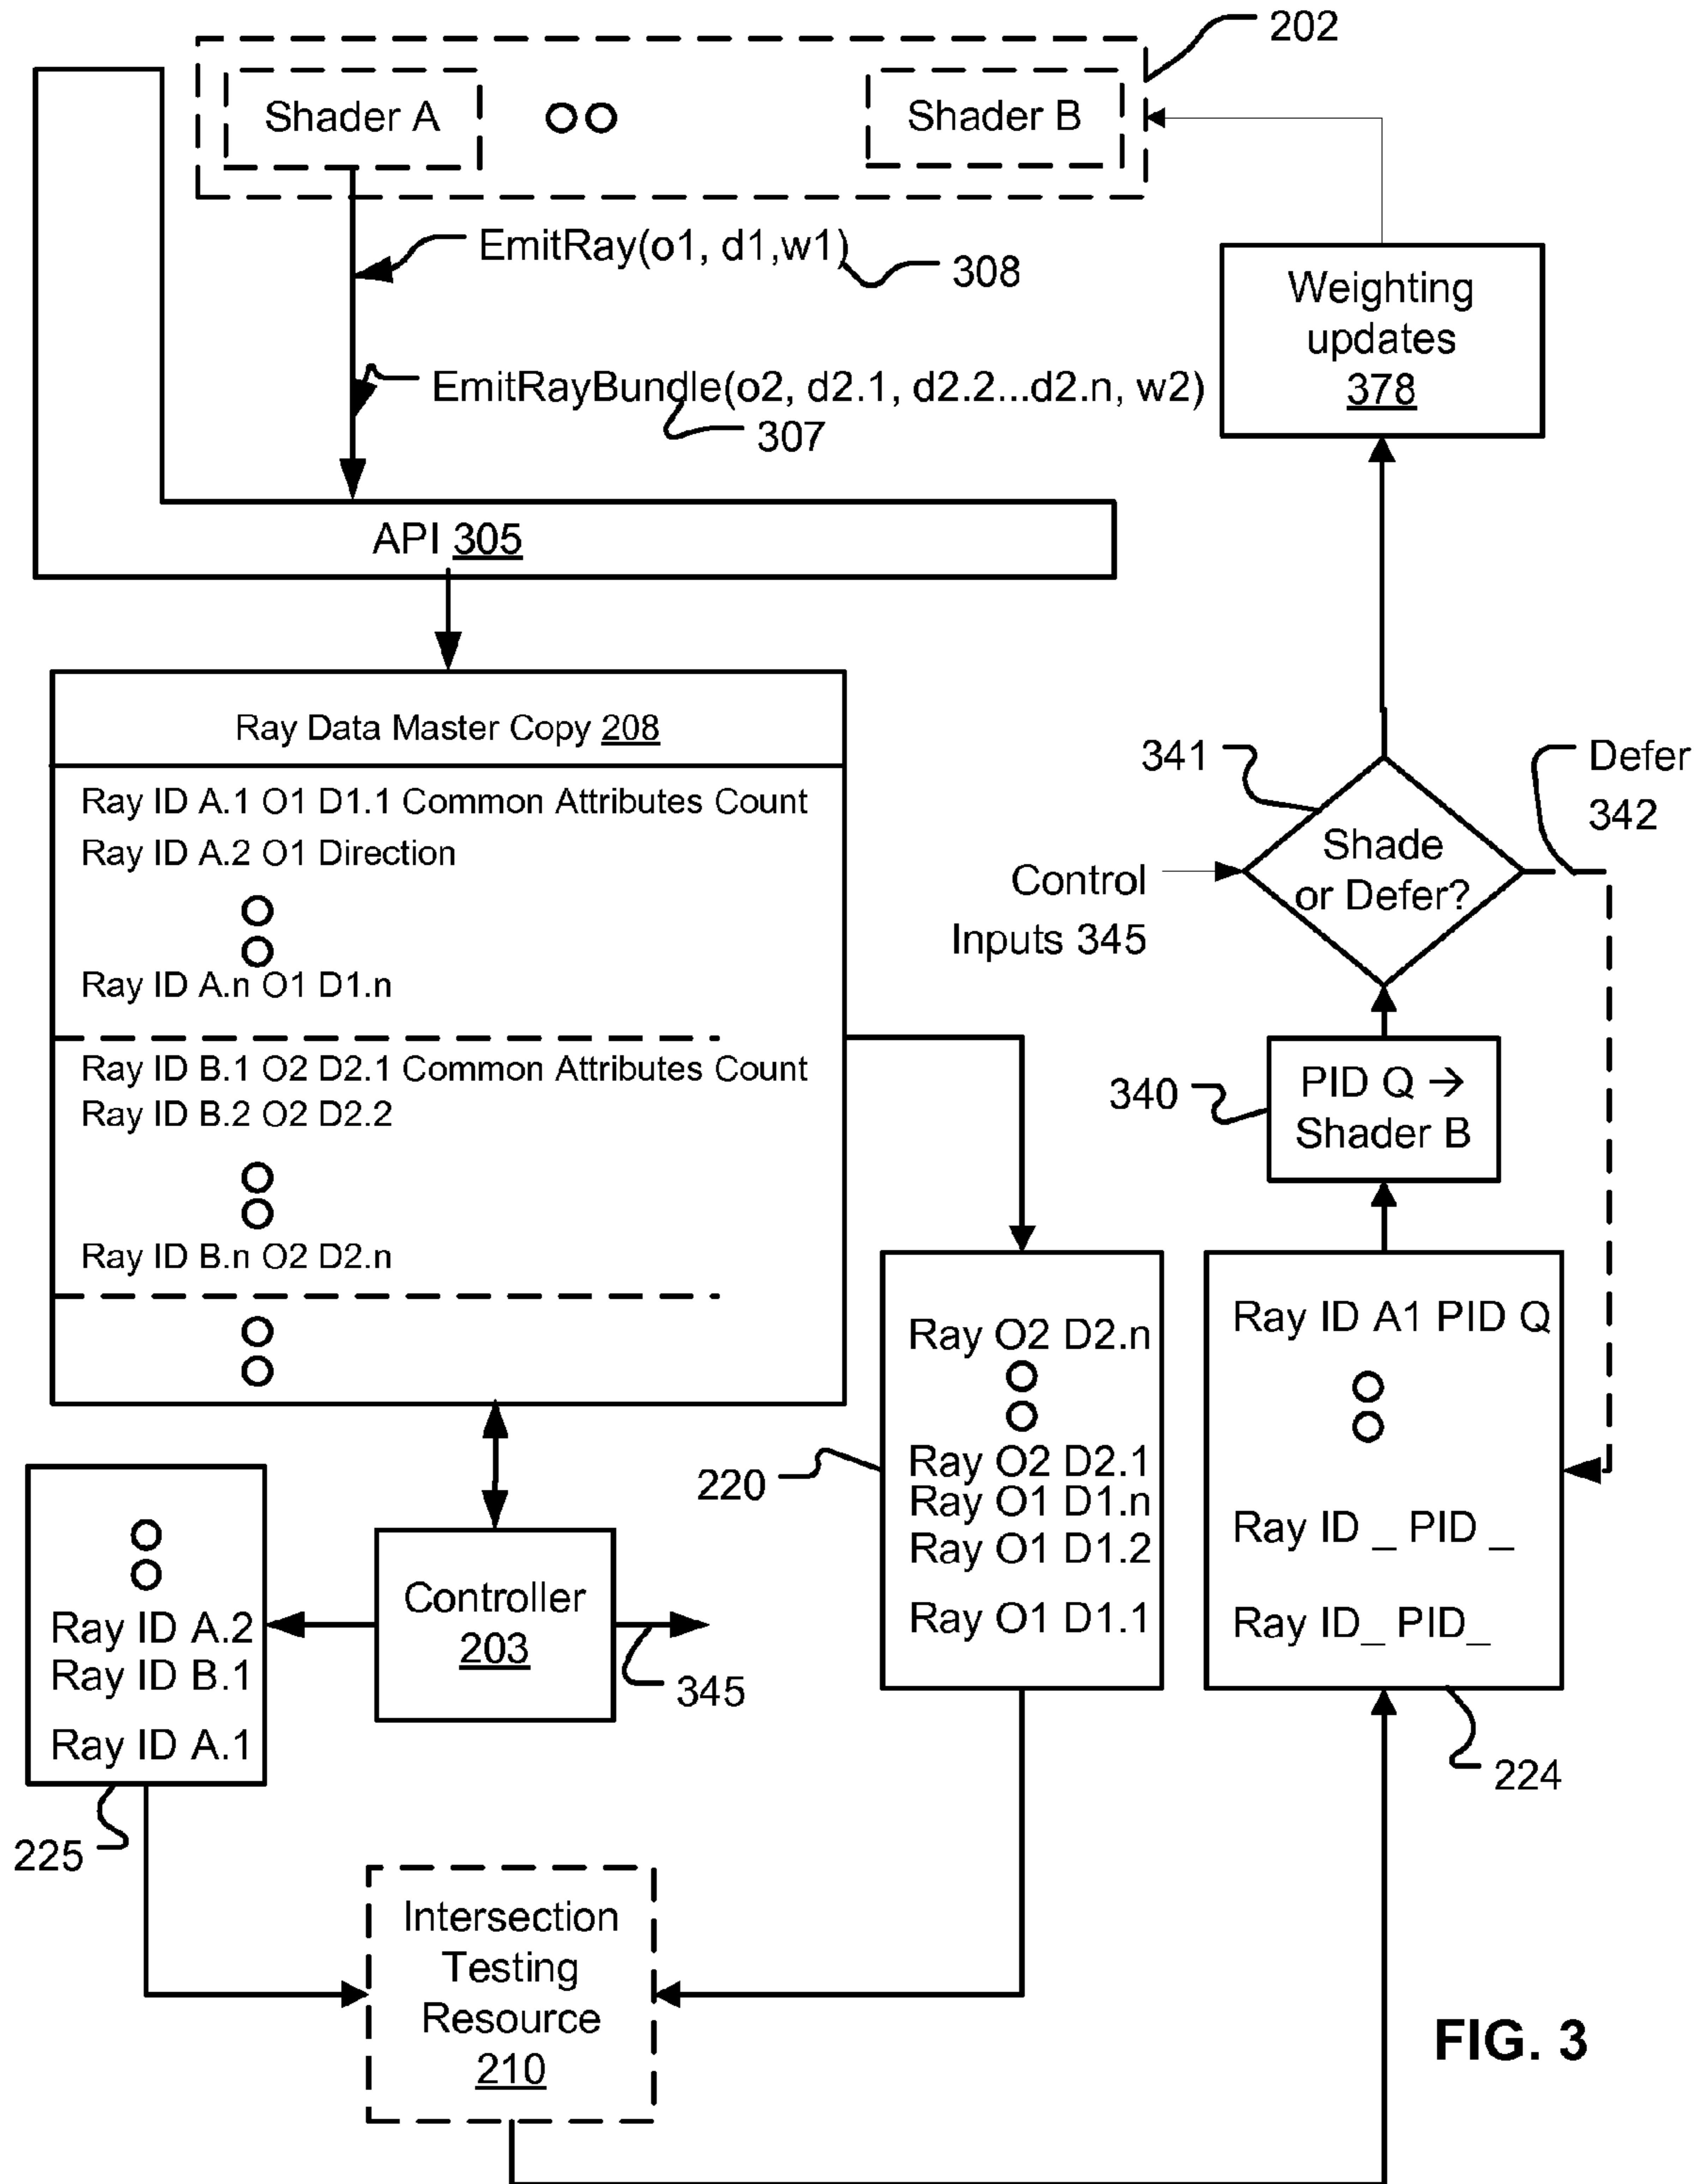 202
Shader A
Shader B
EmitRay(o1, d1,w1)
308
EmitRayBundle(o2, d2.1, d2.2...d2.n, w2)
307
API 305
Weighting
updates
378
Ray Data Master Copy 208
Ray ID A.1 O1 D1.1 Common Attributes Count
Ray ID A.2 O1 Direction
Ray ID A.n O1 D1.n
Ray ID B.1 O2 D2.1 Common Attributes Count
Ray ID B.2 O2 D2.2
Ray ID B.n O2 D2.n
341
Defer
342
Shade
or Defer?
Control
Inputs 345
340
PID Q →
Shader B
Ray O2 D2.n
Ray O2 D2.1
Ray O1 D1.n
Ray O1 D1.2
Ray O1 D1.1
220
Ray ID A1 PID Q
Ray ID _ PID _
Ray ID_ PID_
224
Ray ID A.2
Ray ID B.1
Ray ID A.1
225
Controller
203
345
Intersection
Testing
Resource
210
FIG. 3